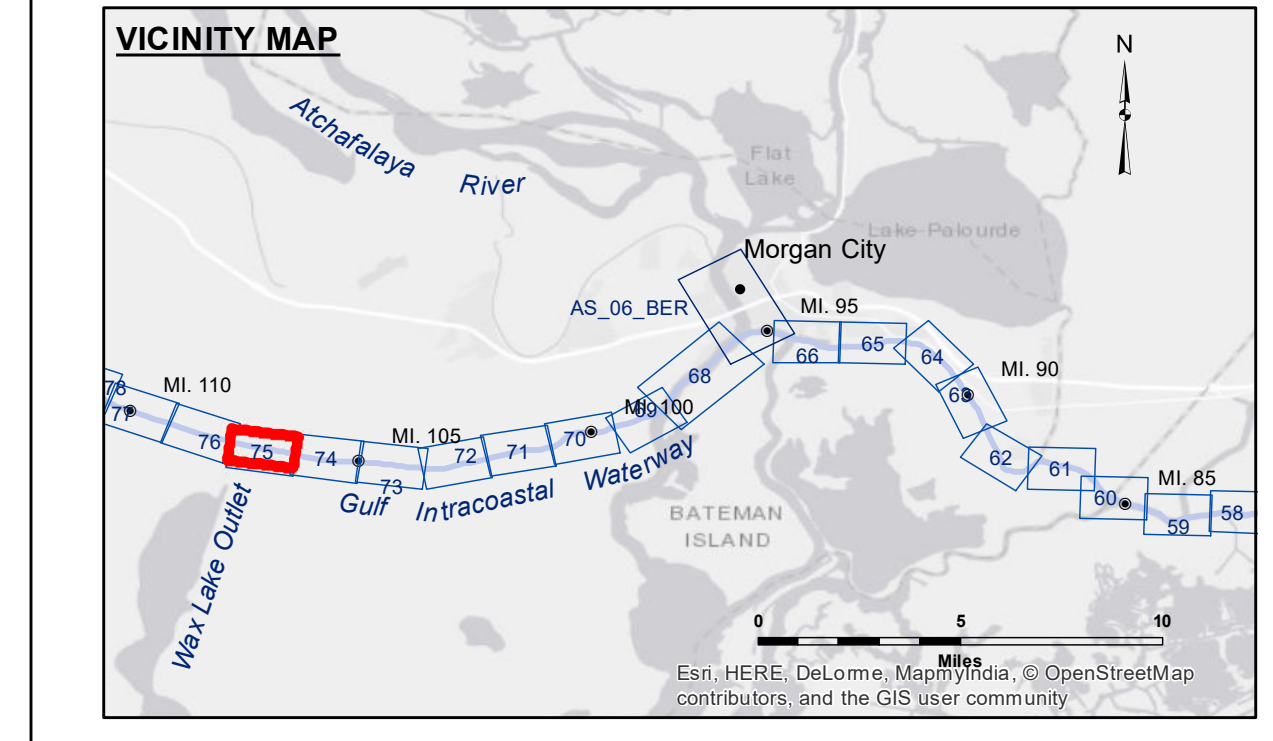 VICINITY MAP
N
Atchafalaya
River
Flat
Lake
Lake Palourde
Morgan City
AS_06_BER
MI. 95
66
65
64
MI. 90
63
68
MI. 110
78
77
69
MI. 100
76
75
74
MI. 105
73
72
71
70
62
61
60
MI. 85
59
58
Gulf Intracoastal Waterway
Wax Lake Outlet
BATEMAN
ISLAND
0 5 10
Miles
Esri, HERE, DeLorme, MapmyIndia, © OpenStreetMap
contributors, and the GIS user community